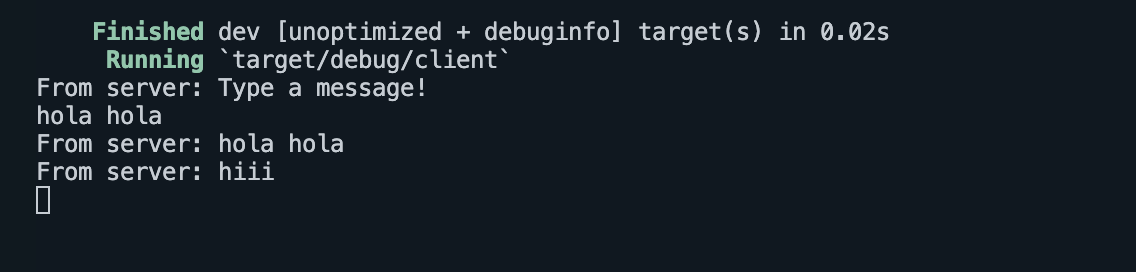 Finished dev [unoptimized + debuginfo] target(s) in 0.02s
Running `target/debug/client`
From server: Type a message!
hola hola
From server: hola hola
From server: hiii